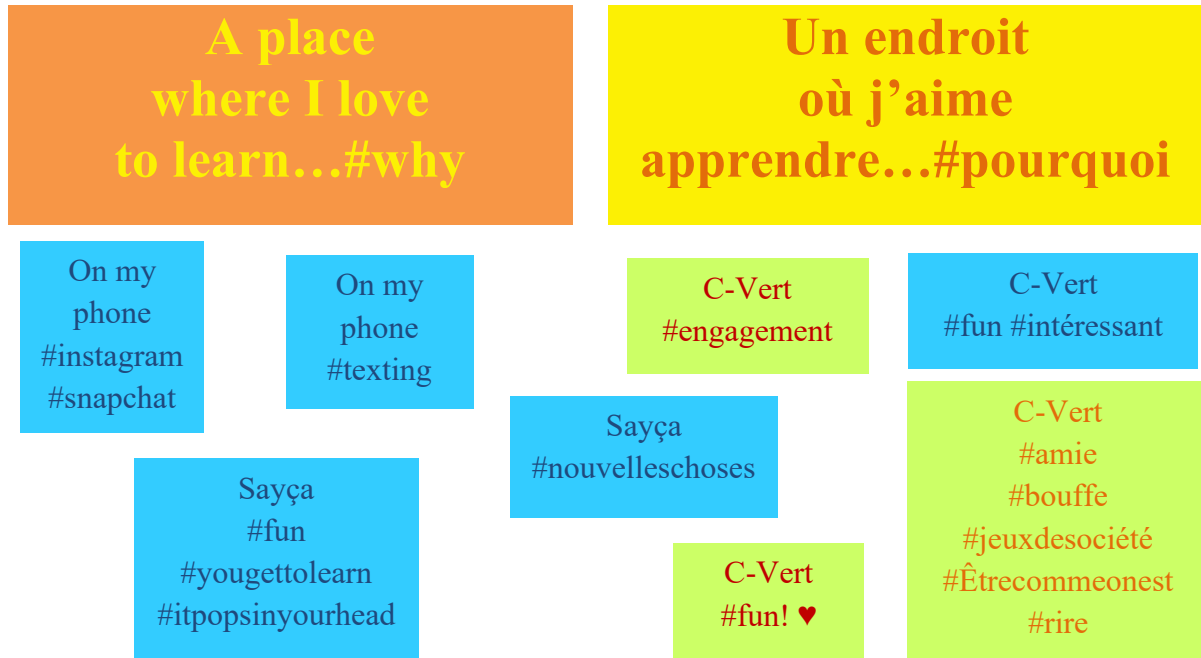 A place
where I love
to learn…#why
Un endroit
où j’aime
apprendre…#pourquoi
On my
phone
#instagram
#snapchat
On my
phone
#texting
C-Vert
#engagement
C-Vert
#fun #intéressant
Sayça
#nouvelleschoses
C-Vert
#amie
#bouffe
#jeuxdesociété
#Êtrecommeonest
#rire
Sayça
#fun
#yougettolearn
#itpopsinyourhead
C-Vert
#fun! ♥